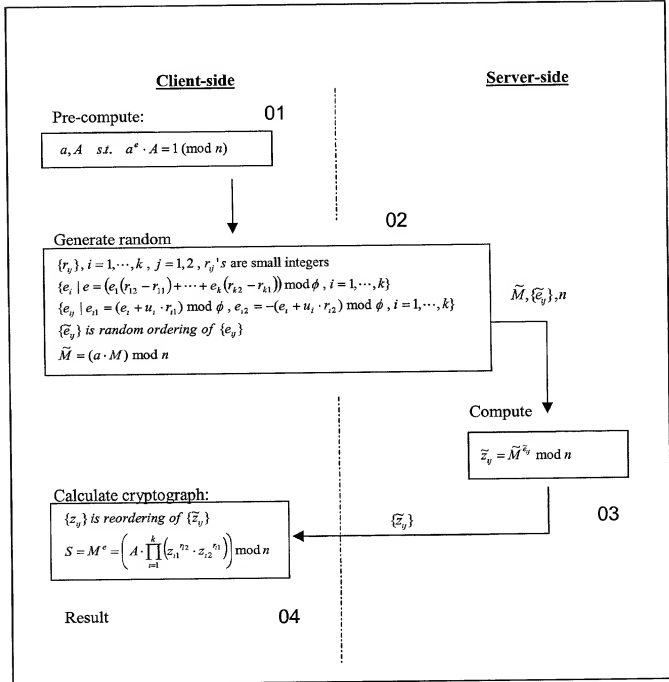 Client-side
Server-side
Pre-compute:
01
a, A s.t. a^e · A = 1 (mod n)
02
Generate random
{r_ij}, i = 1, ⋯, k , j = 1, 2 , r_ij's are small integers
{e_i | e = (e_1(r_12 − r_11) + ⋯ + e_k(r_k2 − r_k1)) mod ϕ , i = 1, ⋯, k}
{e_ij | e_i1 = (e_i + u_i · r_i1) mod ϕ , e_i2 = −(e_i + u_i · r_i2) mod ϕ , i = 1, ⋯, k}
{ẽ_ij} is random ordering of {e_ij}
M̃ = (a · M) mod n
M̃, {ẽ_ij}, n
Compute
z̃_ij = M̃^ẽ_ij mod n
03
Calculate cryptograph:
{z_ij} is reordering of {z̃_ij}
S = M^e = (A · ∏_{i=1}^{k} (z_i1^{r_i2} · z_i2^{r_i1})) mod n
{z̃_ij}
Result
04